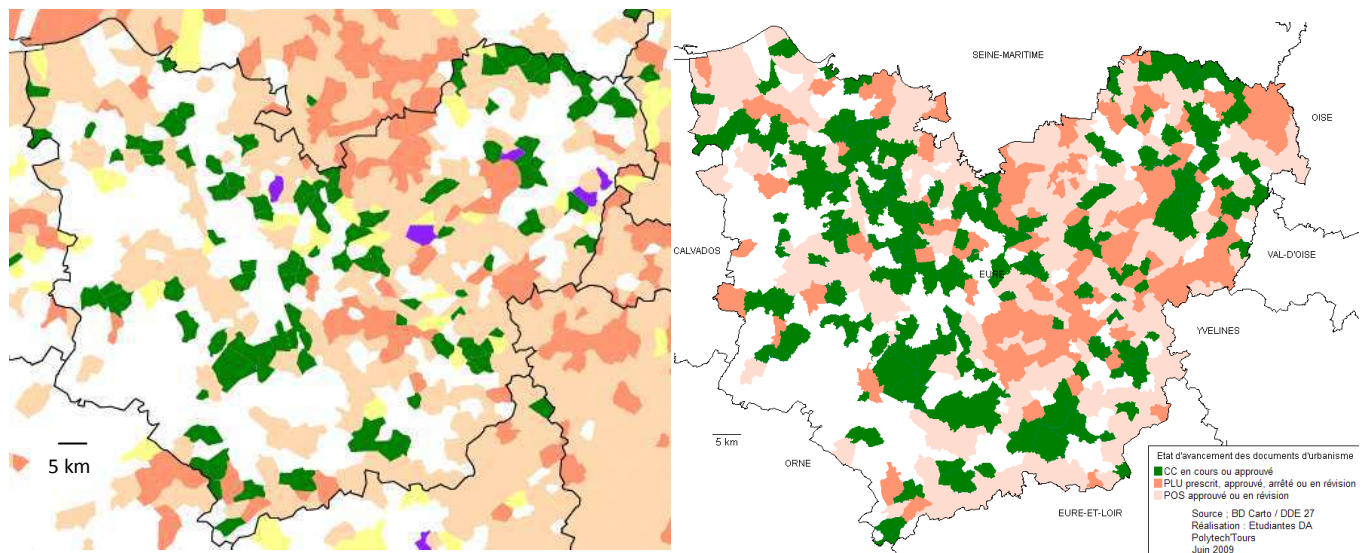 SEINE-MARITIME
OISE
CALVADOS
EURE
VAL-D'OISE
YVELINES
5 km
5 km
ORNE
EURE-ET-LOIR
Etat d'avancement des documents d'urbanisme
CC en cours ou approuvé
PLU prescrit, approuvé, arrêté ou en révision
POS approuvé ou en révision
Source ; BD Carto / DDE 27
Réalisation : Etudiantes DA
Polytech'Tours
Juin 2009